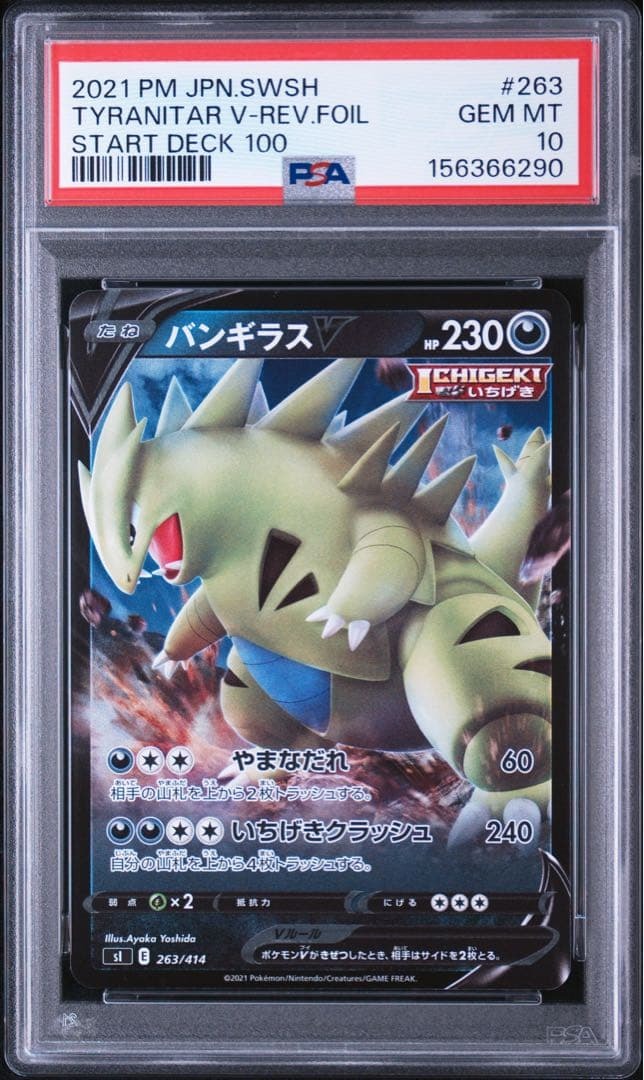 2021 PM JPN.SWSH #263
TYRANITAR V-REV.FOIL GEM MT
START DECK 100 10
PSA 156366290
たね バンギラスV HP 230
ICHIGEKI
いちげき
やまなだれ 60
相手の山札を上から2枚トラッシュする。
いちげきクラッシュ 240
自分の山札を上から4枚トラッシュする。
弱点 ×2 抵抗力 にげる
Vルール
Illus.Ayaka Yoshida
ポケモンVがきぜつしたとき、相手はサイドを2枚とる。
sI E 263/414
©2021 Pokémon/Nintendo/Creatures/GAME FREAK.
PSA